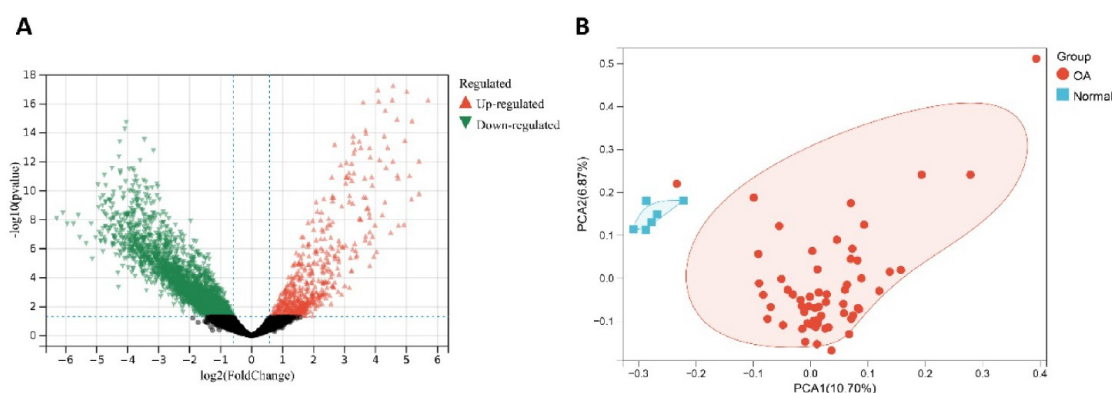 A
B
Regulated
Up-regulated
Down-regulated
-log10(pvalue)
18
16
14
12
10
8
6
4
2
0
−6 −5 −4 −3 −2 −1 0 1 2 3 4 5 6
log2(FoldChange)
Group
OA
Normal
PCA2(6.87%)
0.5
0.4
0.3
0.2
0.1
0.0
−0.1
−0.3 −0.2 −0.1 0.0 0.1 0.2 0.3 0.4
PCA1(10.70%)